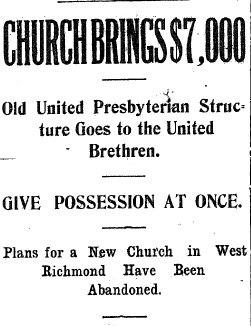 CHURCH BRINGS $7,000
Old United Presbyterian Struc-
ture Goes to the United
Brethren.
GIVE POSSESSION AT ONCE.
Plans for a New Church in West
Richmond Have Been
Abandoned.